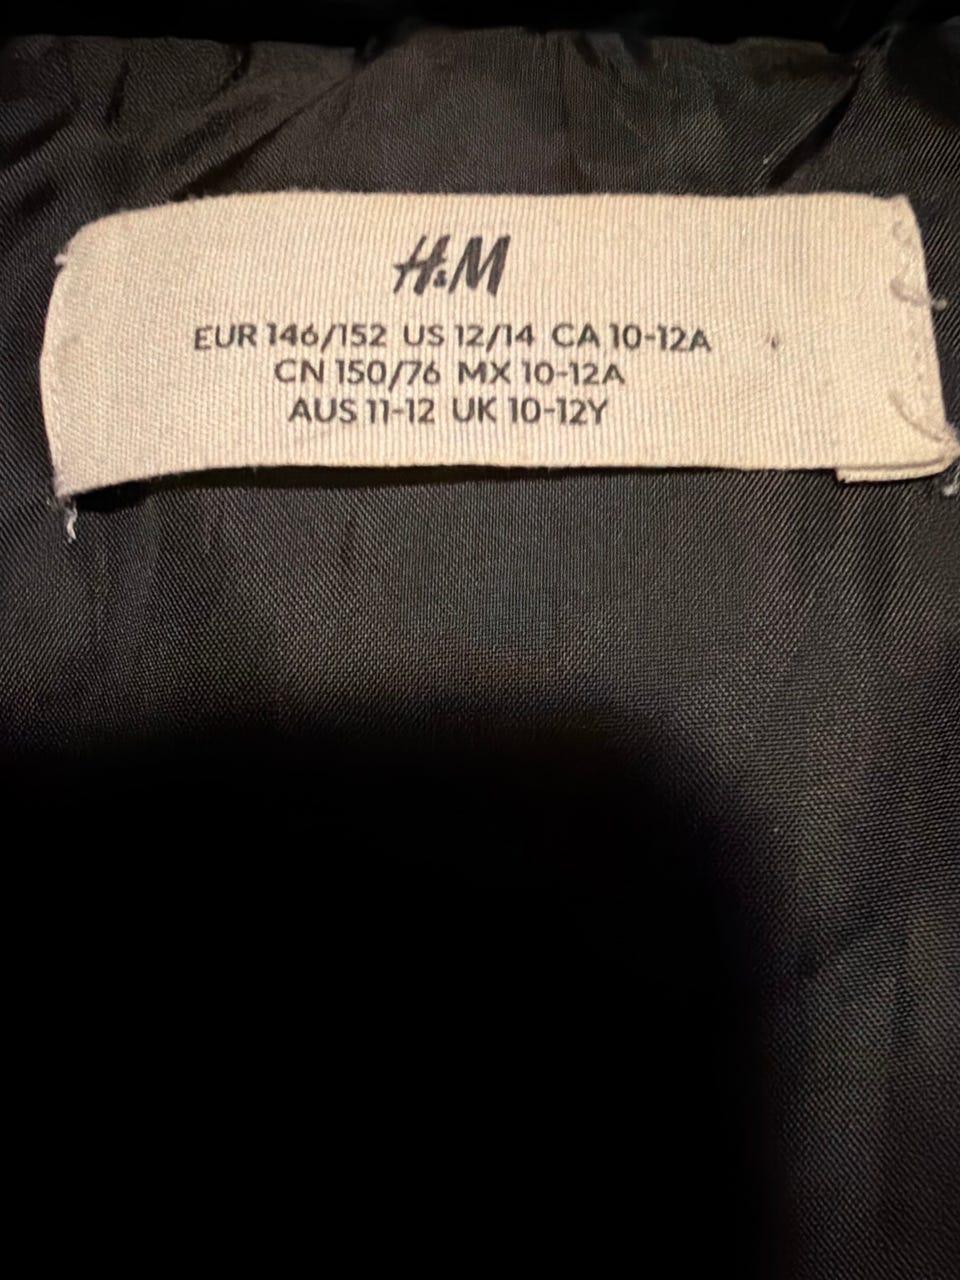 H&M
EUR 146/152 US 12/14 CA 10-12A
CN 150/76 MX 10-12A
AUS 11-12 UK 10-12Y